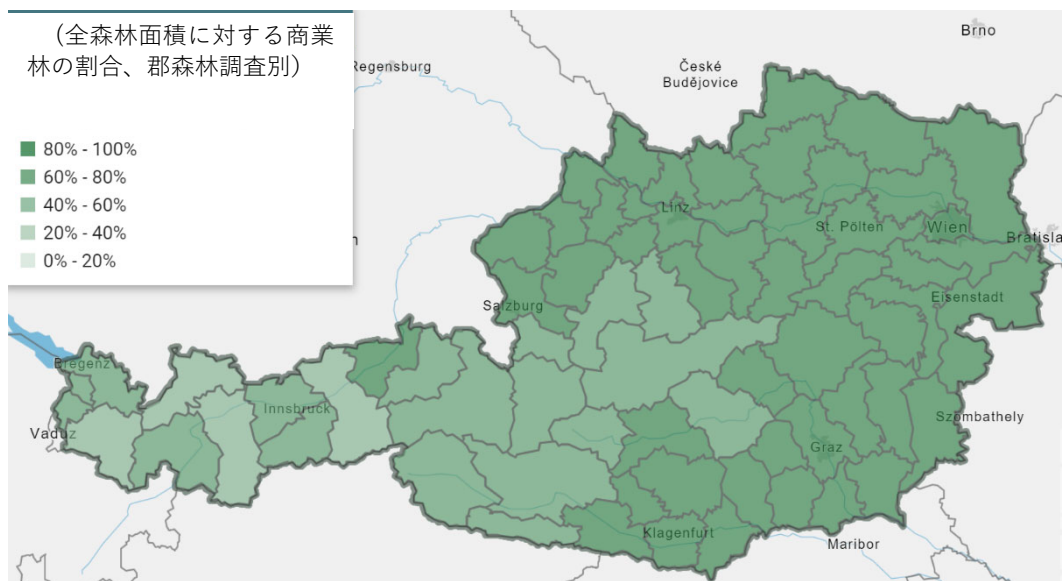 (全森林面積に対する商業
林の割合、郡森林調査別)
80% - 100%
60% - 80%
40% - 60%
20% - 40%
0% - 20%
Brno
Regensburg
České
Budějovice
Linz
St. Pölten
Wien
Bratisla
Eisenstadt
Salzburg
Bregenz
Innsbruck
Vaduz
Szombathely
Graz
Klagenfurt
Maribor